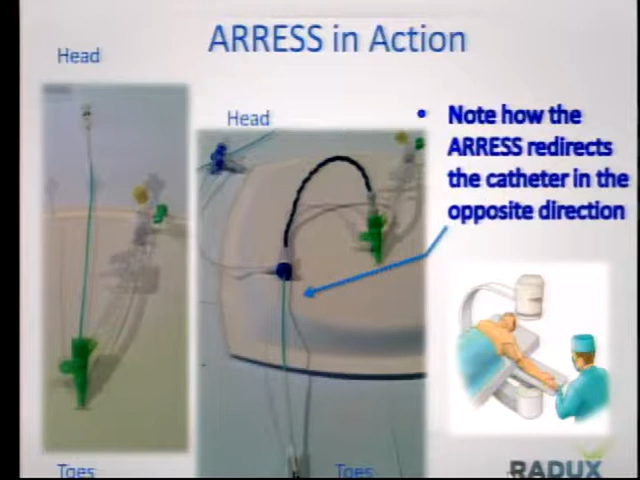 ARRESS in Action
Head
Head
• Note how the
ARRESS redirects
the catheter in the
opposite direction
Toes
Toes
RADUX